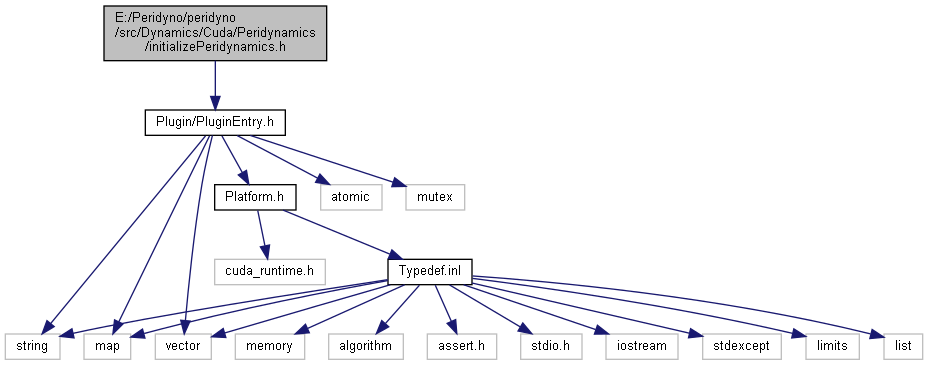 E:/Peridyno/peridyno
/src/Dynamics/Cuda/Peridynamics
/initializePeridynamics.h
Plugin/PluginEntry.h
Platform.h
atomic
mutex
cuda_runtime.h
Typedef.inl
string
map
vector
memory
algorithm
assert.h
stdio.h
iostream
stdexcept
limits
list